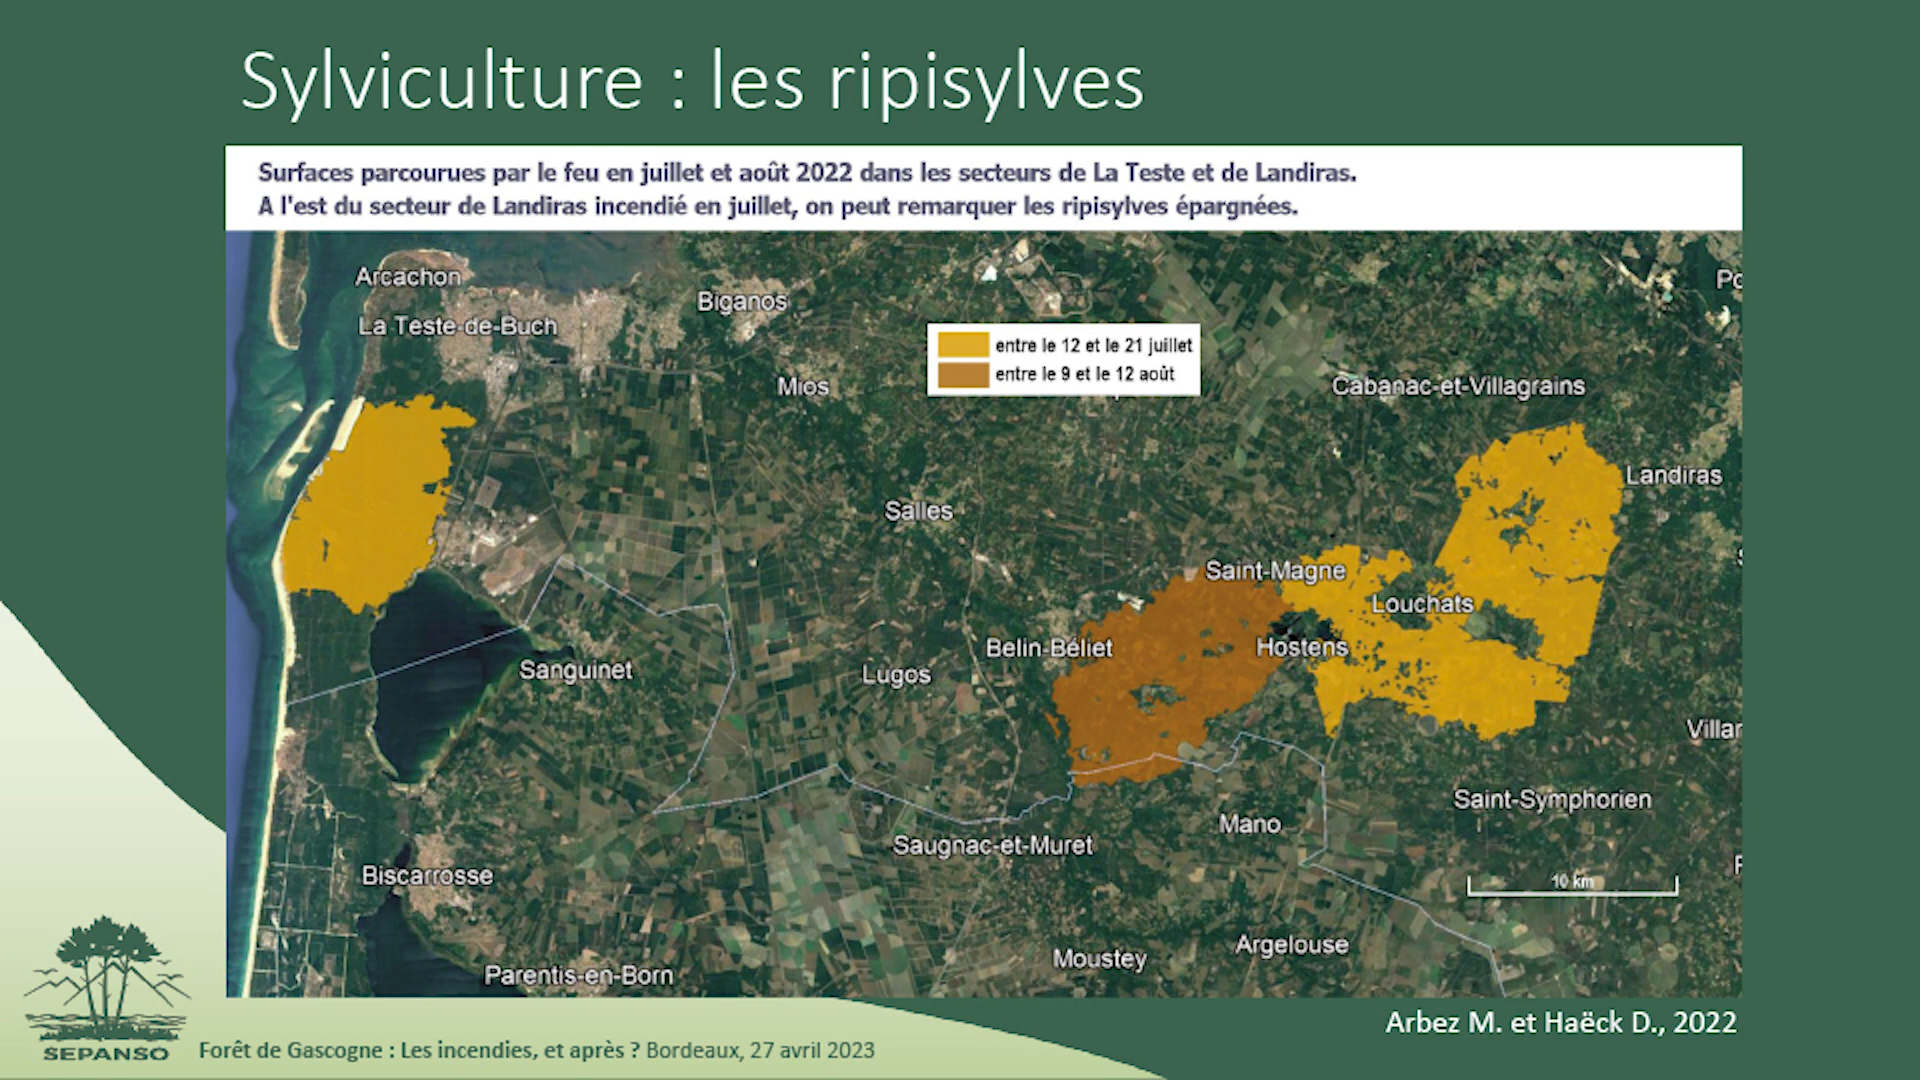 Sylviculture : les ripisylves
Surfaces parcourues par le feu en juillet et août 2022 dans les secteurs de La Teste et de Landiras.
A l'est du secteur de Landiras incendié en juillet, on peut remarquer les ripisylves épargnées.
Arcachon
Biganos
La Teste-de-Buch
entre le 12 et le 21 juillet
entre le 9 et le 12 août
Mios
Cabanac-et-Villagrains
Landiras
Salles
Saint-Magne
Louchats
Belin-Béliet
Hostens
Sanguinet
Lugos
Villar
Saint-Symphorien
Mano
Saugnac-et-Muret
Biscarrosse
10 km
Argelouse
Moustey
Parentis-en-Born
Arbez M. et Haëck D., 2022
SEPANSO
Forêt de Gascogne : Les incendies, et après ? Bordeaux, 27 avril 2023